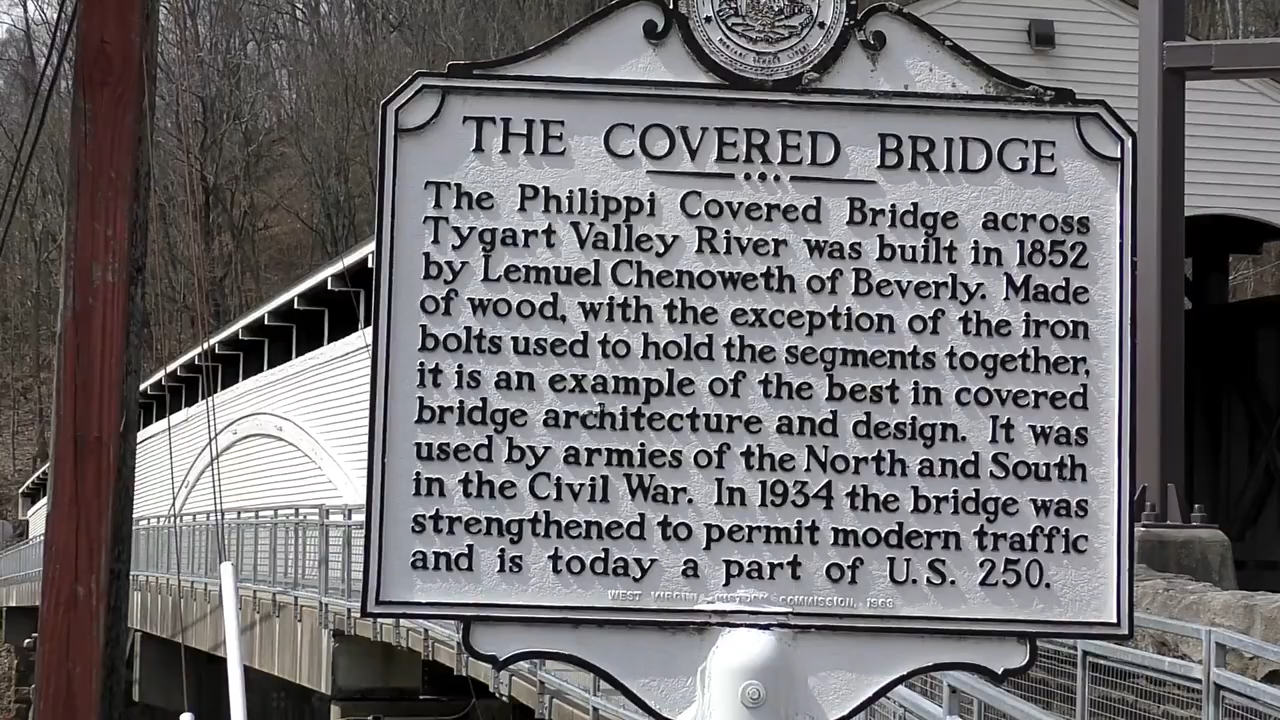 THE COVERED BRIDGE
The Philippi Covered Bridge across
Tygart Valley River was built in 1852
by Lemuel Chenoweth of Beverly. Made
of wood, with the exception of the iron
bolts used to hold the segments together,
it is an example of the best in covered
bridge architecture and design. It was
used by armies of the North and South
in the Civil War. In 1934 the bridge was
strengthened to permit modern traffic
and is today a part of U.S. 250.
WEST VIRGINIA HISTORY COMMISSION,